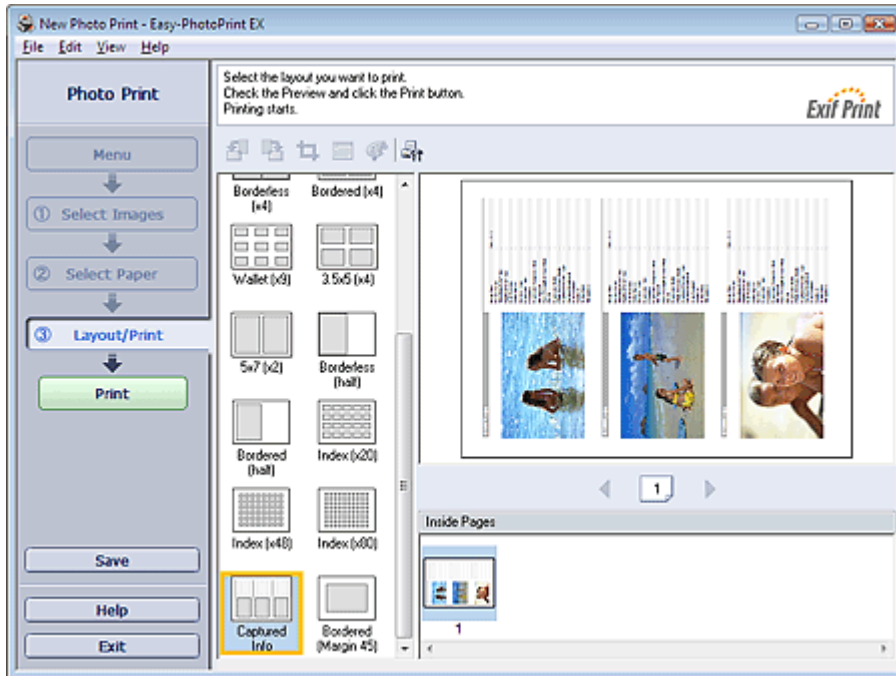 New Photo Print - Easy-PhotoPrint EX
File Edit View Help
Photo Print
Menu
① Select Images
② Select Paper
③ Layout/Print
Print
Save
Help
Exit
Select the layout you want to print.
Check the Preview and click the Print button.
Printing starts.
Exif Print
Borderless
(x4)
Bordered (x4)
Wallet (x9)
3.5x5 (x4)
5x7 (x2)
Borderless
(half)
Bordered
(half)
Index (x20)
Index (x48)
Index (x80)
Captured
Info
Bordered
(Margin 45)
1
Inside Pages
1